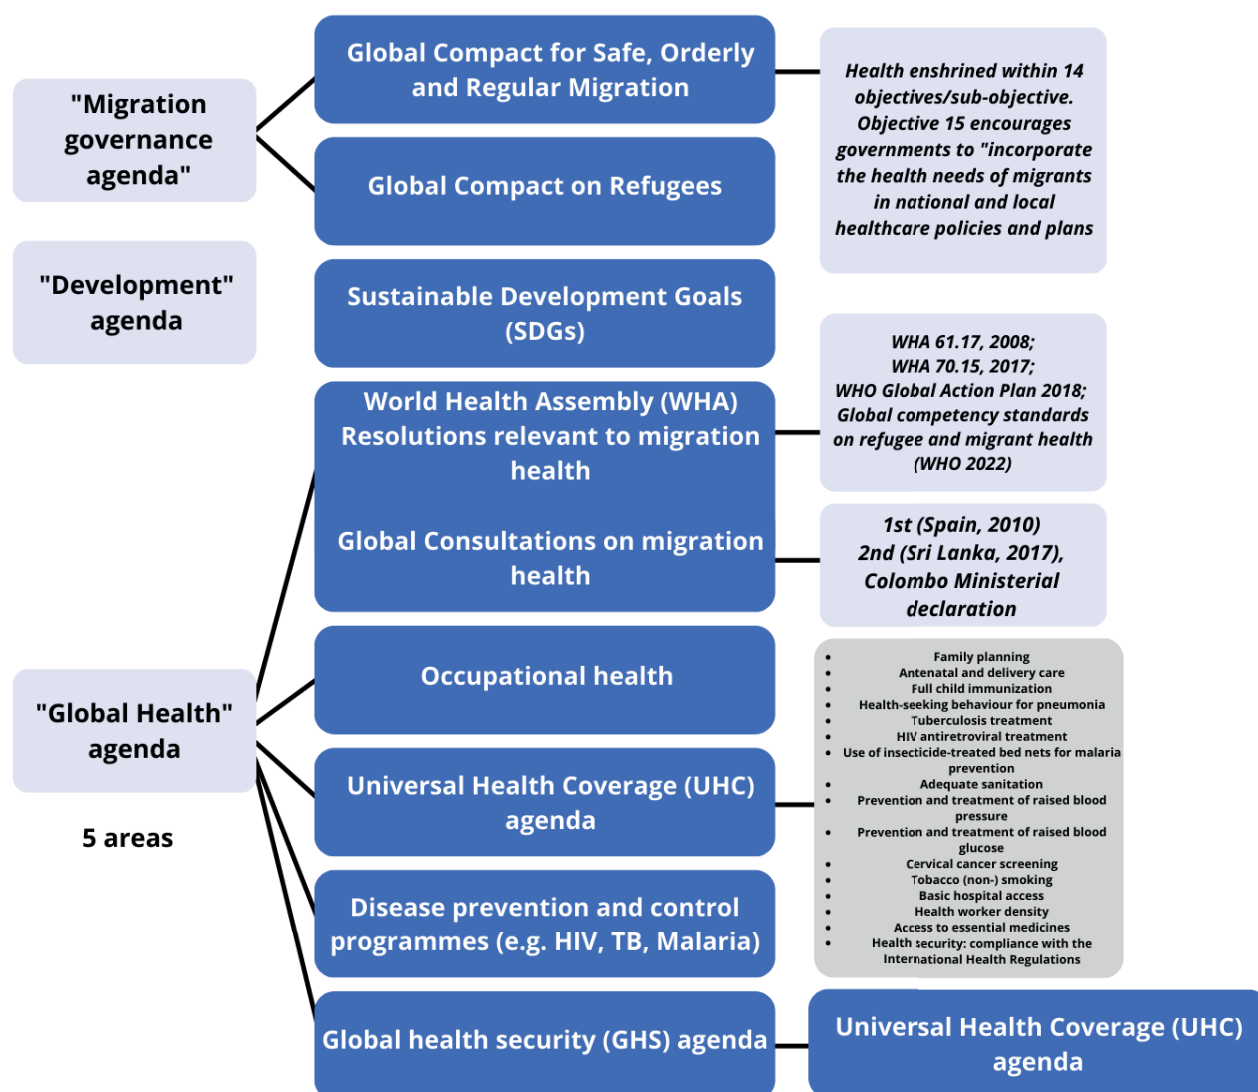 "Migration
governance
agenda"
Global Compact for Safe, Orderly
and Regular Migration
Global Compact on Refugees
Health enshrined within 14
objectives/sub-objective.
Objective 15 encourages
governments to "incorporate
the health needs of migrants
in national and local
healthcare policies and plans
"Development"
agenda
Sustainable Development Goals
(SDGs)
"Global Health"
agenda
5 areas
World Health Assembly (WHA)
Resolutions relevant to migration
health
WHA 61.17, 2008;
WHA 70.15, 2017;
WHO Global Action Plan 2018;
Global competency standards
on refugee and migrant health
(WHO 2022)
Global Consultations on migration
health
1st (Spain, 2010)
2nd (Sri Lanka, 2017),
Colombo Ministerial
declaration
Occupational health
Universal Health Coverage (UHC)
agenda
• Family planning
• Antenatal and delivery care
• Full child immunization
• Health-seeking behaviour for pneumonia
• Tuberculosis treatment
• HIV antiretroviral treatment
• Use of insecticide-treated bed nets for malaria
prevention
• Adequate sanitation
• Prevention and treatment of raised blood
pressure
• Prevention and treatment of raised blood
glucose
• Cervical cancer screening
• Tobacco (non-) smoking
• Basic hospital access
• Health worker density
• Access to essential medicines
• Health security: compliance with the
International Health Regulations
Disease prevention and control
programmes (e.g. HIV, TB, Malaria)
Global health security (GHS) agenda
Universal Health Coverage (UHC)
agenda